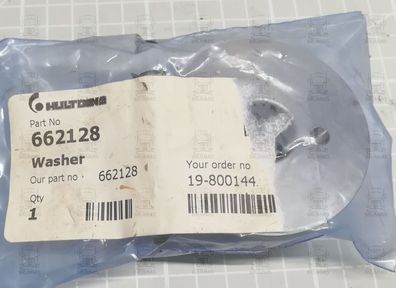 HULTDINS
Part No
662128
Washer
Our part no - 662128
Your order no
19-800144
Qty
1